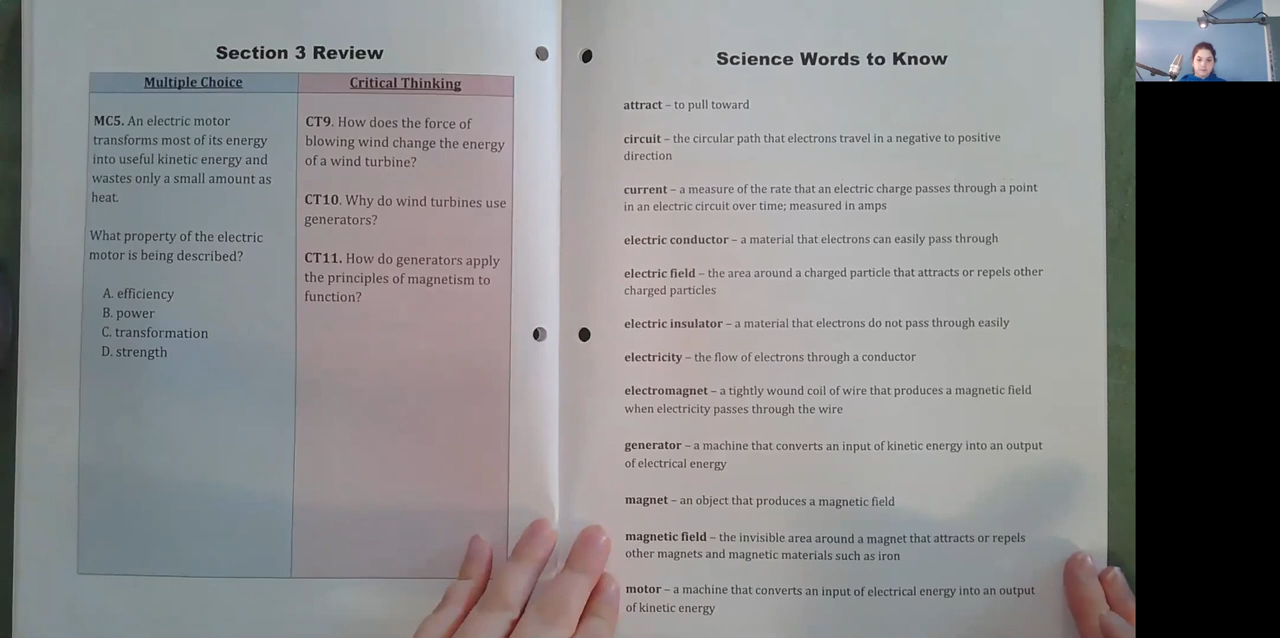 Section 3 Review
Multiple Choice
MC5. An electric motor
transforms most of its energy
into useful kinetic energy and
wastes only a small amount as
heat.
What property of the electric
motor is being described?
A. efficiency
B. power
C. transformation
D. strength
Critical Thinking
CT9. How does the force of
blowing wind change the energy
of a wind turbine?
CT10. Why do wind turbines use
generators?
CT11. How do generators apply
the principles of magnetism to
function?
Science Words to Know
attract – to pull toward
circuit – the circular path that electrons travel in a negative to positive
direction
current – a measure of the rate that an electric charge passes through a point
in an electric circuit over time; measured in amps
electric conductor – a material that electrons can easily pass through
electric field – the area around a charged particle that attracts or repels other
charged particles
electric insulator – a material that electrons do not pass through easily
electricity – the flow of electrons through a conductor
electromagnet – a tightly wound coil of wire that produces a magnetic field
when electricity passes through the wire
generator – a machine that converts an input of kinetic energy into an output
of electrical energy
magnet – an object that produces a magnetic field
magnetic field – the invisible area around a magnet that attracts or repels
other magnets and magnetic materials such as iron
motor – a machine that converts an input of electrical energy into an output
of kinetic energy